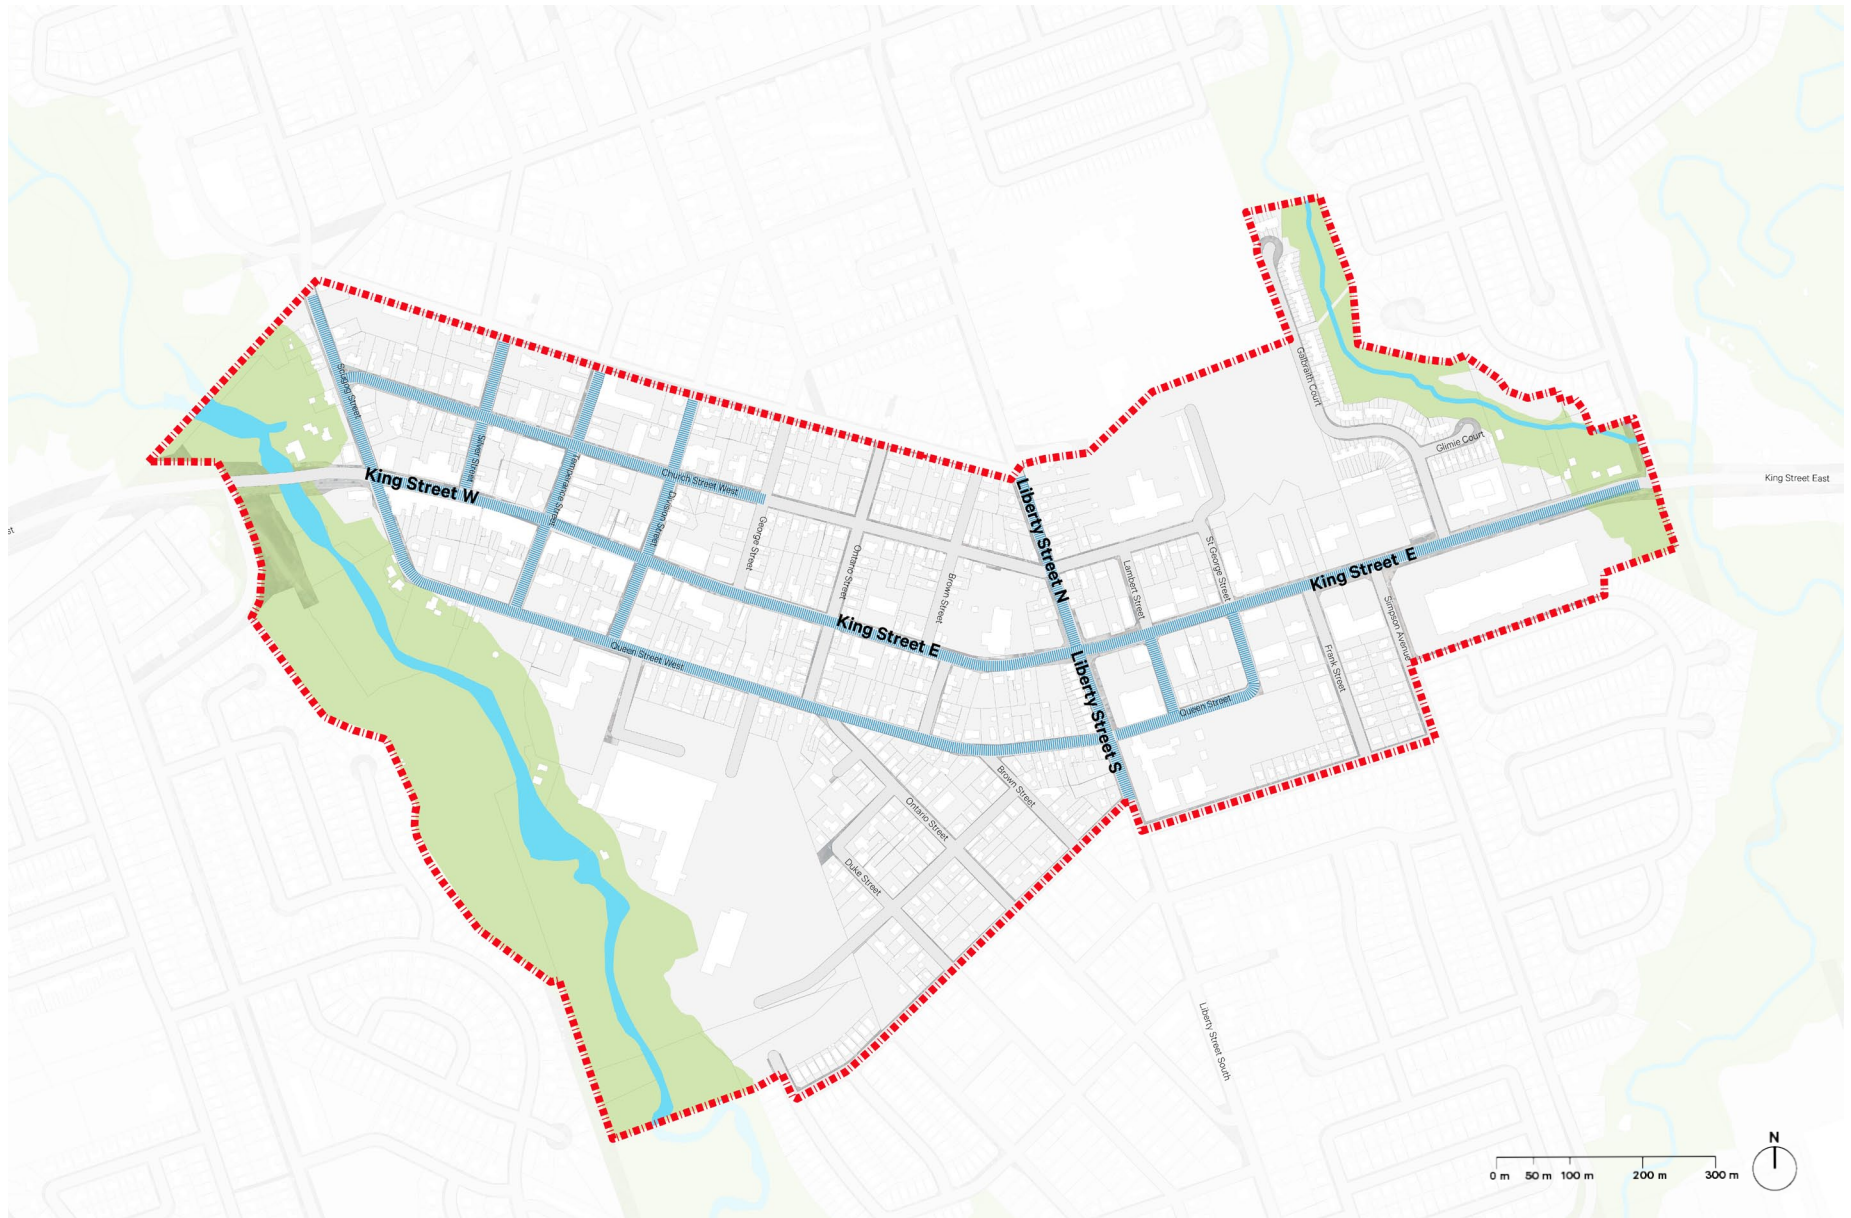 Scugog Street
Galbraith Court
Glimie Court
King Street W
Silver Street
Temperance Street
Church Street West
Division Street
George Street
Ontario Street
Brown Street
Liberty Street N
Lambert Street
St George Street
King Street E
King Street East
st
Simpson Avenue
King Street E
Queen Street West
Liberty Street S
Queen Street
Frank Street
Brown Street
Ontario Street
Duke Street
Liberty Street South
N
0 m 50 m 100 m 200 m 300 m